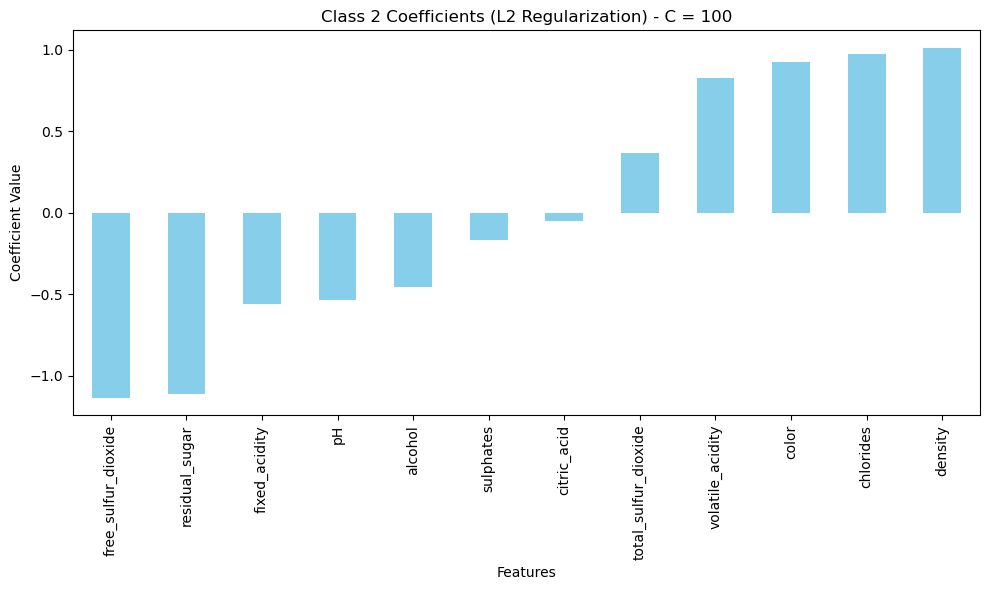 Class 2 Coefficients (L2 Regularization) - C = 100
Coefficient Value
1.0
0.5
0.0
−0.5
−1.0
free_sulfur_dioxide
residual_sugar
fixed_acidity
pH
alcohol
sulphates
citric_acid
total_sulfur_dioxide
volatile_acidity
color
chlorides
density
Features